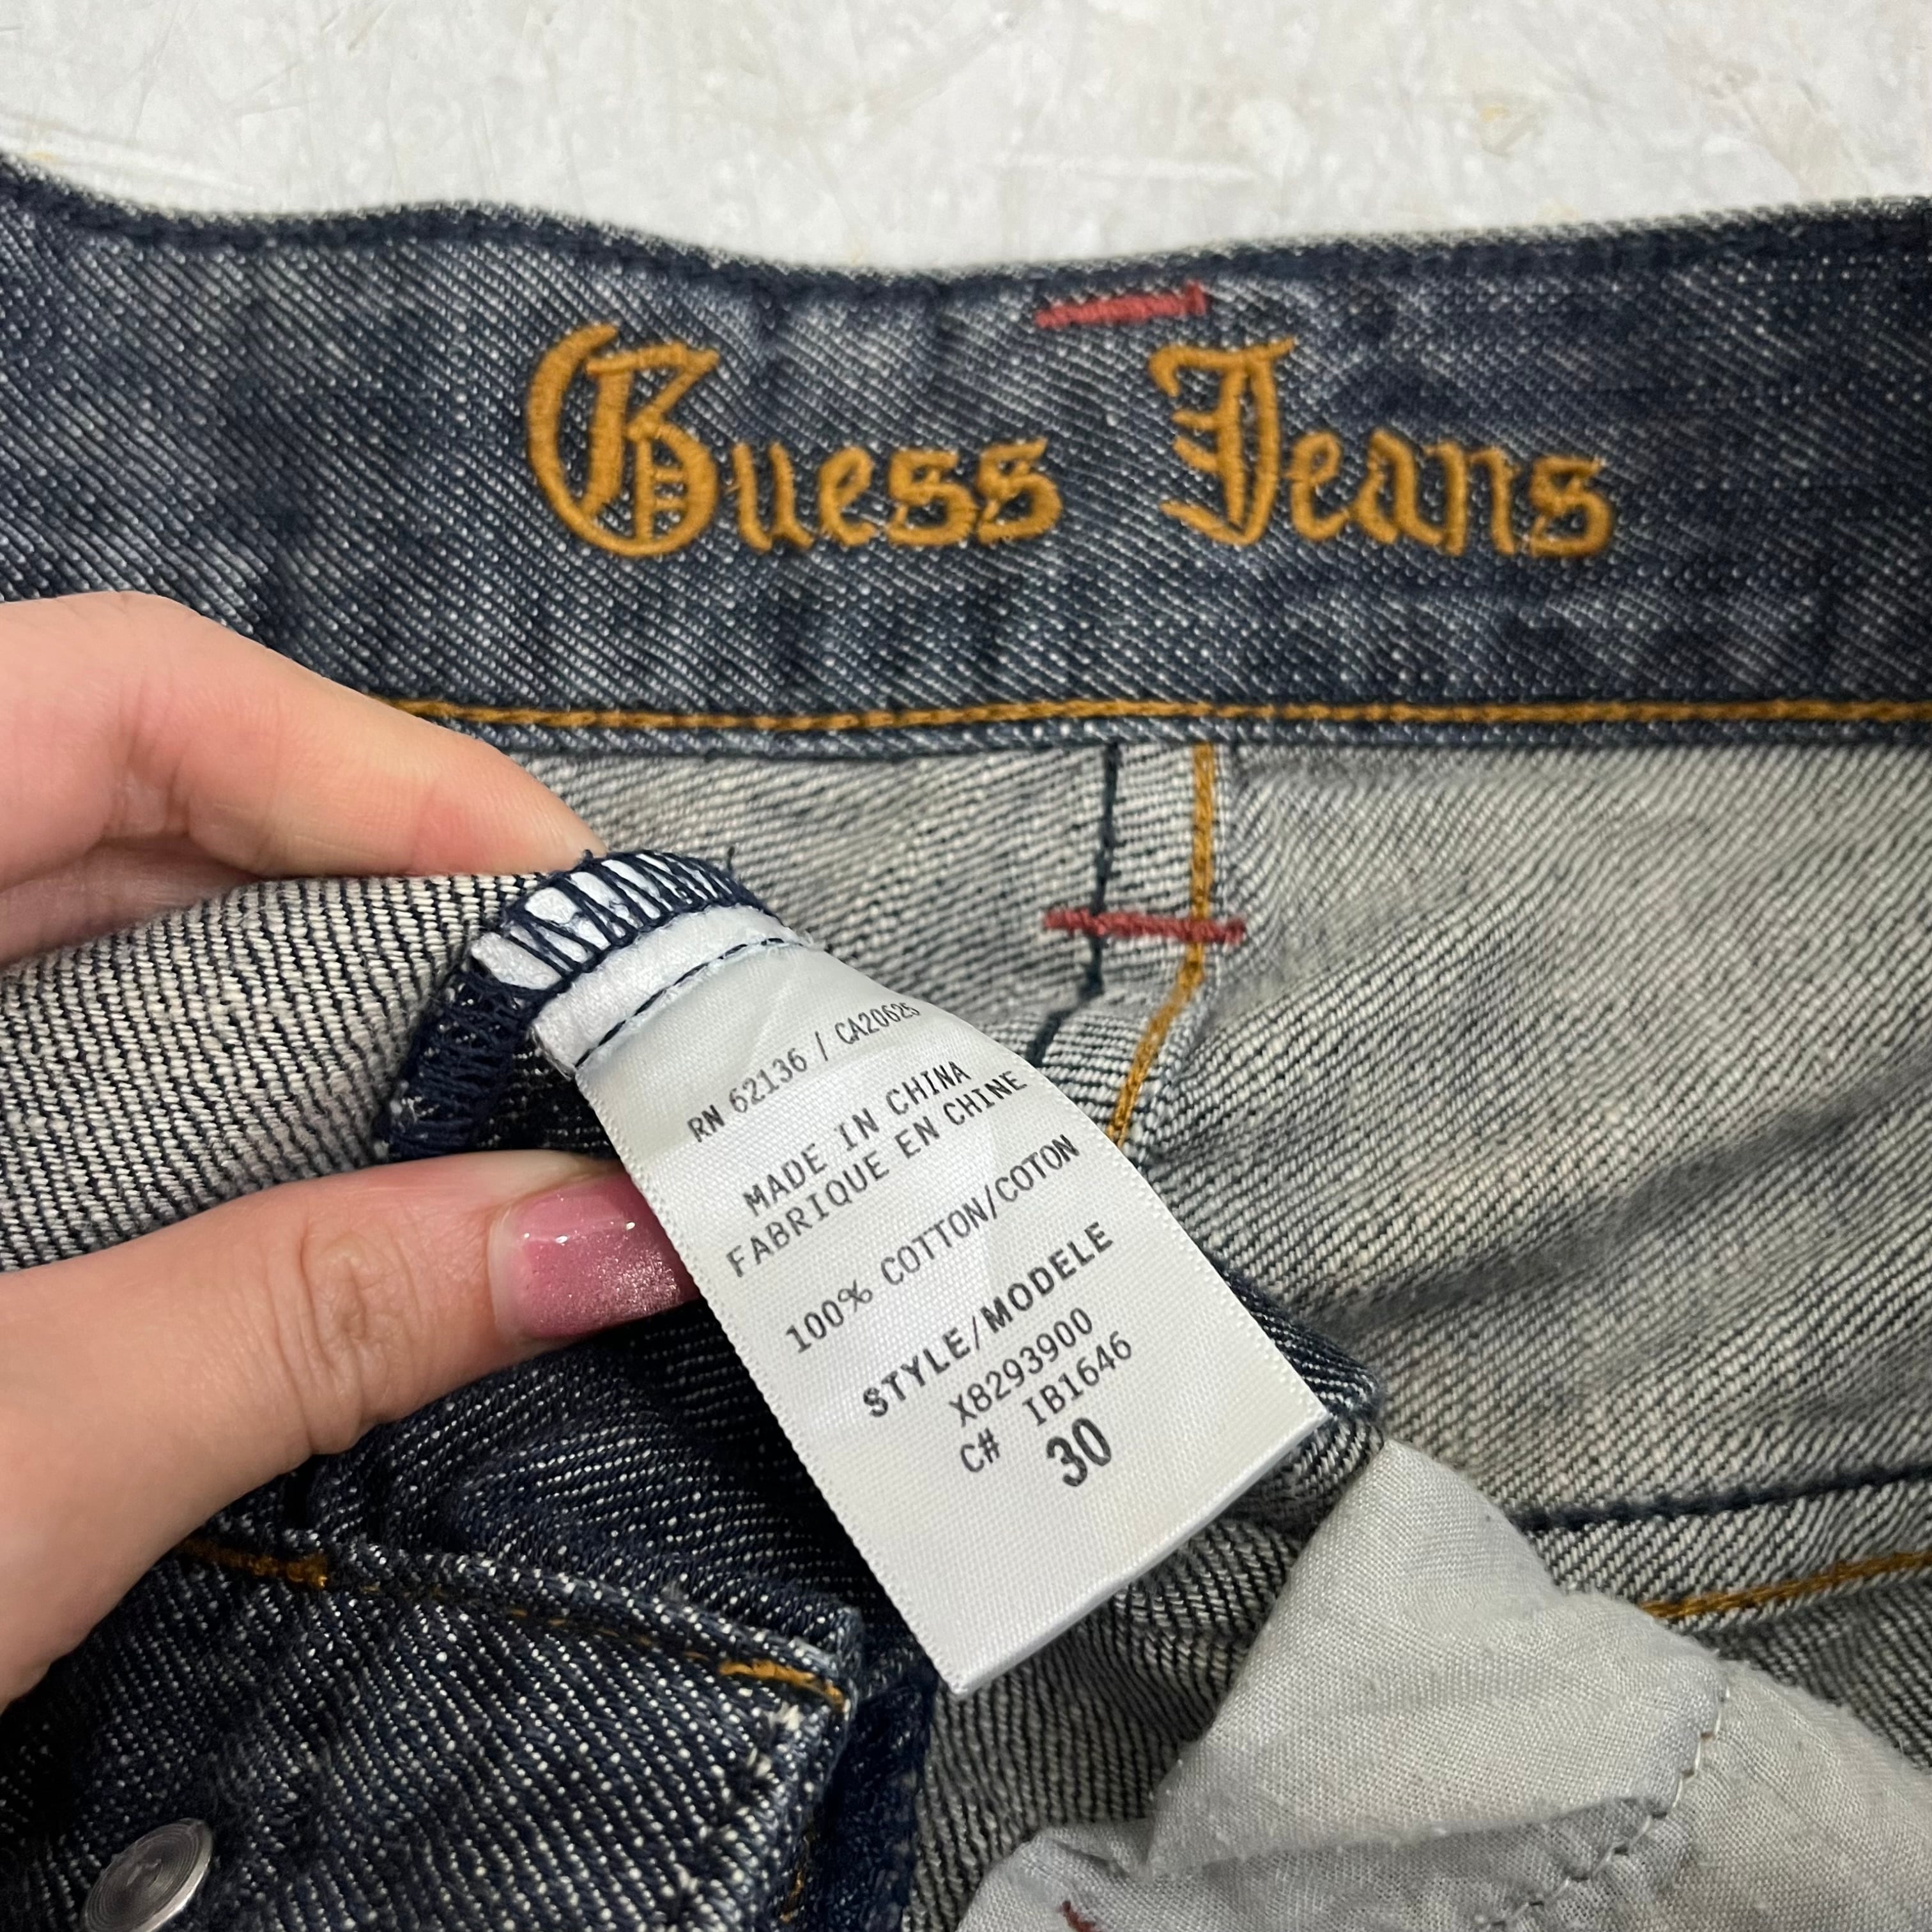 Guess Jeans
RN 62136 / CA20625
MADE IN CHINA
FABRIQUE EN CHINE
100% COTTON/COTON
STYLE/MODELE
X8293900
C# IB1646
30